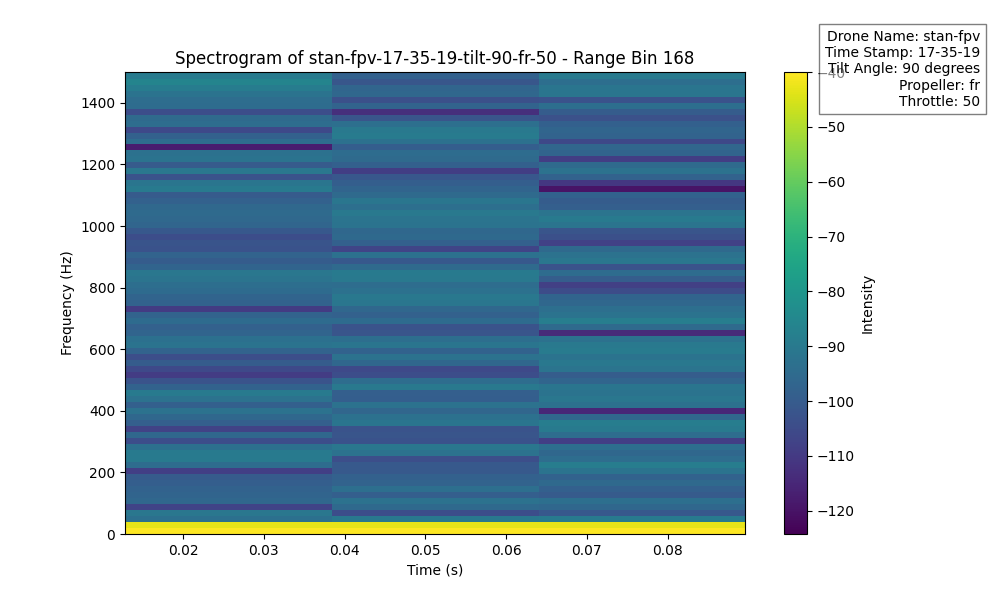 Drone Name: stan-fpv
Time Stamp: 17-35-19
Tilt Angle: 90 degrees
Propeller: fr
Throttle: 50
Spectrogram of stan-fpv-17-35-19-tilt-90-fr-50 - Range Bin 168
1400
1200
1000
800
600
400
200
0
Frequency (Hz)
0.02 0.03 0.04 0.05 0.06 0.07 0.08
Time (s)
−40
−50
−60
−70
−80
−90
−100
−110
−120
Intensity